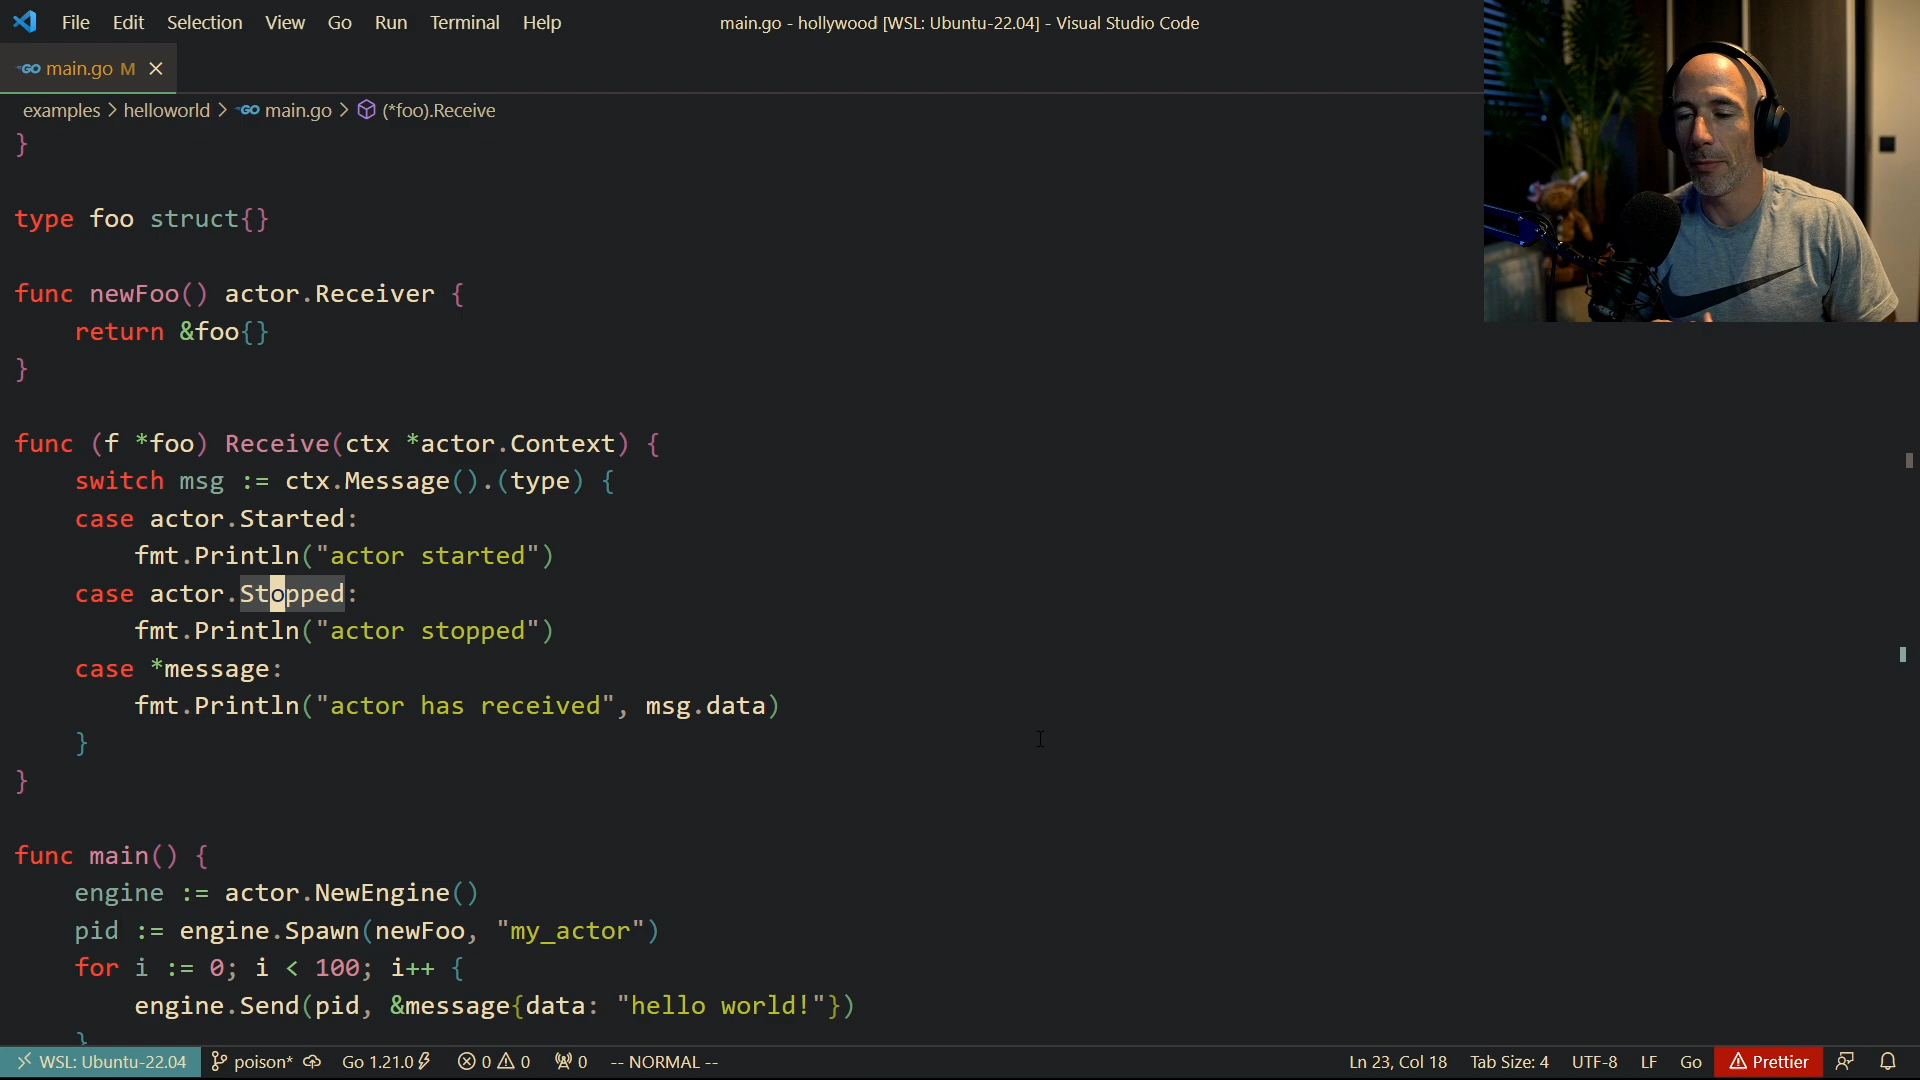 File Edit Selection View Go Run Terminal Help
main.go - hollywood [WSL: Ubuntu-22.04] - Visual Studio Code
GO main.go M
examples > helloworld > GO main.go > (*foo).Receive
}
type foo struct{}
func newFoo() actor.Receiver {
return &foo{}
}
func (f *foo) Receive(ctx *actor.Context) {
switch msg := ctx.Message().(type) {
case actor.Started:
fmt.Println("actor started")
case actor.Stopped:
fmt.Println("actor stopped")
case *message:
fmt.Println("actor has received", msg.data)
}
}
func main() {
engine := actor.NewEngine()
pid := engine.Spawn(newFoo, "my_actor")
for i := 0; i < 100; i++ {
engine.Send(pid, &message{data: "hello world!"})
}
WSL: Ubuntu-22.04 poison* Go 1.21.0 0 0 0 -- NORMAL -- Ln 23, Col 18 Tab Size: 4 UTF-8 LF Go Prettier